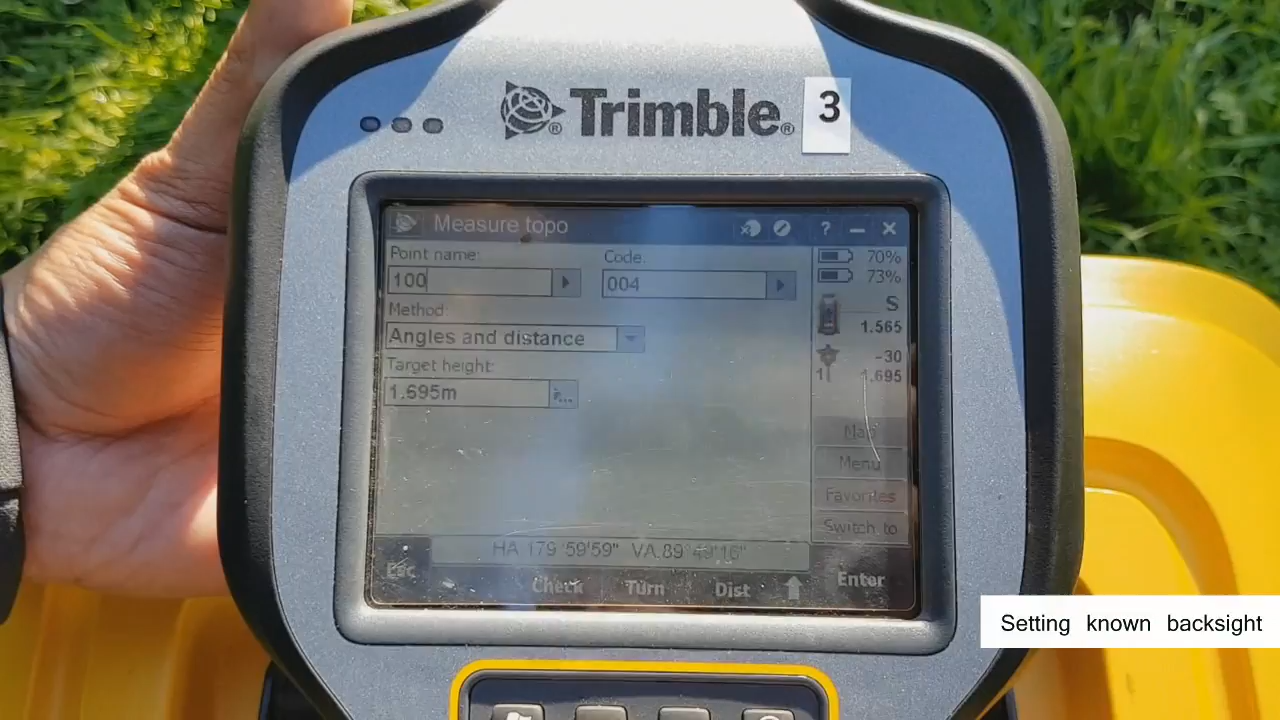 Trimble® 3
Measure topo ? — X
Point name: Code: 70%
100 004 73%
Method: S
Angles and distance 1.565
Target height: -30
1.695m 1 1.695
Map
Menu
Favorites
Switch to
HA 179°59'59" VA 89°49'16"
Esc Check Turn Dist Enter
Setting known backsight